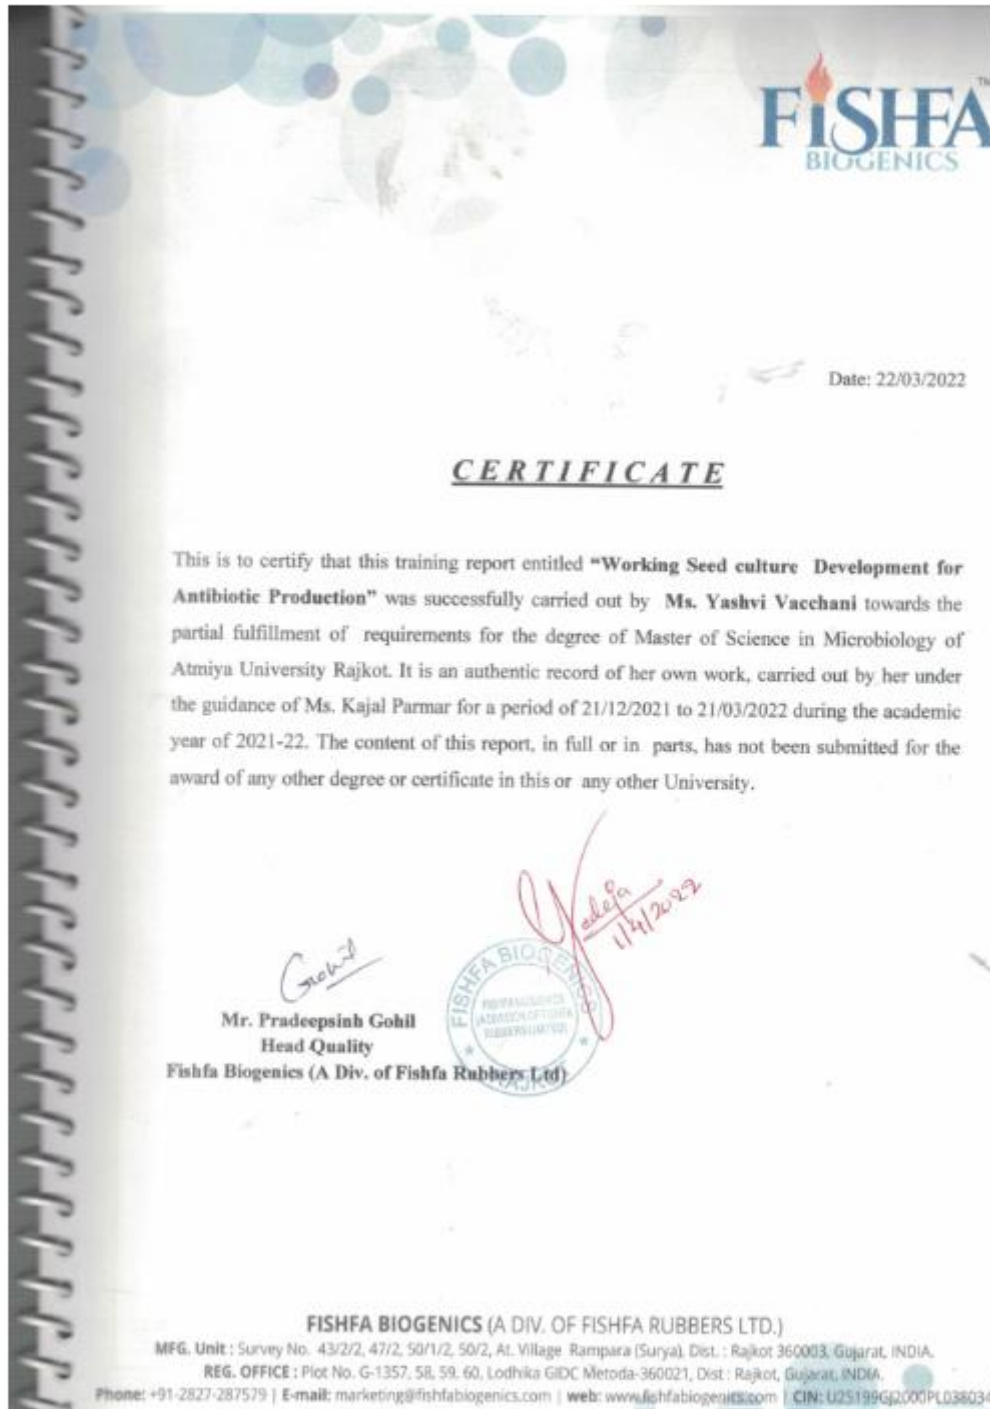 FiSHFA
BIOGENICS
Date: 22/03/2022
CERTIFICATE
This is to certify that this training report entitled “Working Seed culture Development for
Antibiotic Production” was successfully carried out by Ms. Yashvi Vacchani towards the
partial fulfillment of requirements for the degree of Master of Science in Microbiology of
Atmiya University Rajkot. It is an authentic record of her own work, carried out by her under
the guidance of Ms. Kajal Parmar for a period of 21/12/2021 to 21/03/2022 during the academic
year of 2021-22. The content of this report, in full or in parts, has not been submitted for the
award of any other degree or certificate in this or any other University.
1/4/2022
Gohil
FISHFA BIOGENICS
RAJKOT
Mr. Pradeepsinh Gohil
Head Quality
Fishfa Biogenics (A Div. of Fishfa Rubbers Ltd)
FISHFA BIOGENICS (A DIV. OF FISHFA RUBBERS LTD.)
MFG. Unit : Survey No. 43/2/2, 47/2, 50/1/2, 50/2, At. Village Rampara (Surya), Dist. : Rajkot 360003, Gujarat, INDIA.
REG. OFFICE : Plot No. G-1357, 58, 59, 60, Lodhika GIDC Metoda-360021, Dist : Rajkot, Gujarat, INDIA.
Phone: +91-2827-287579 | E-mail: marketing@fishfabiogenics.com | web: www.fishfabiogenics.com | CIN: U25199GJ2000PL038034